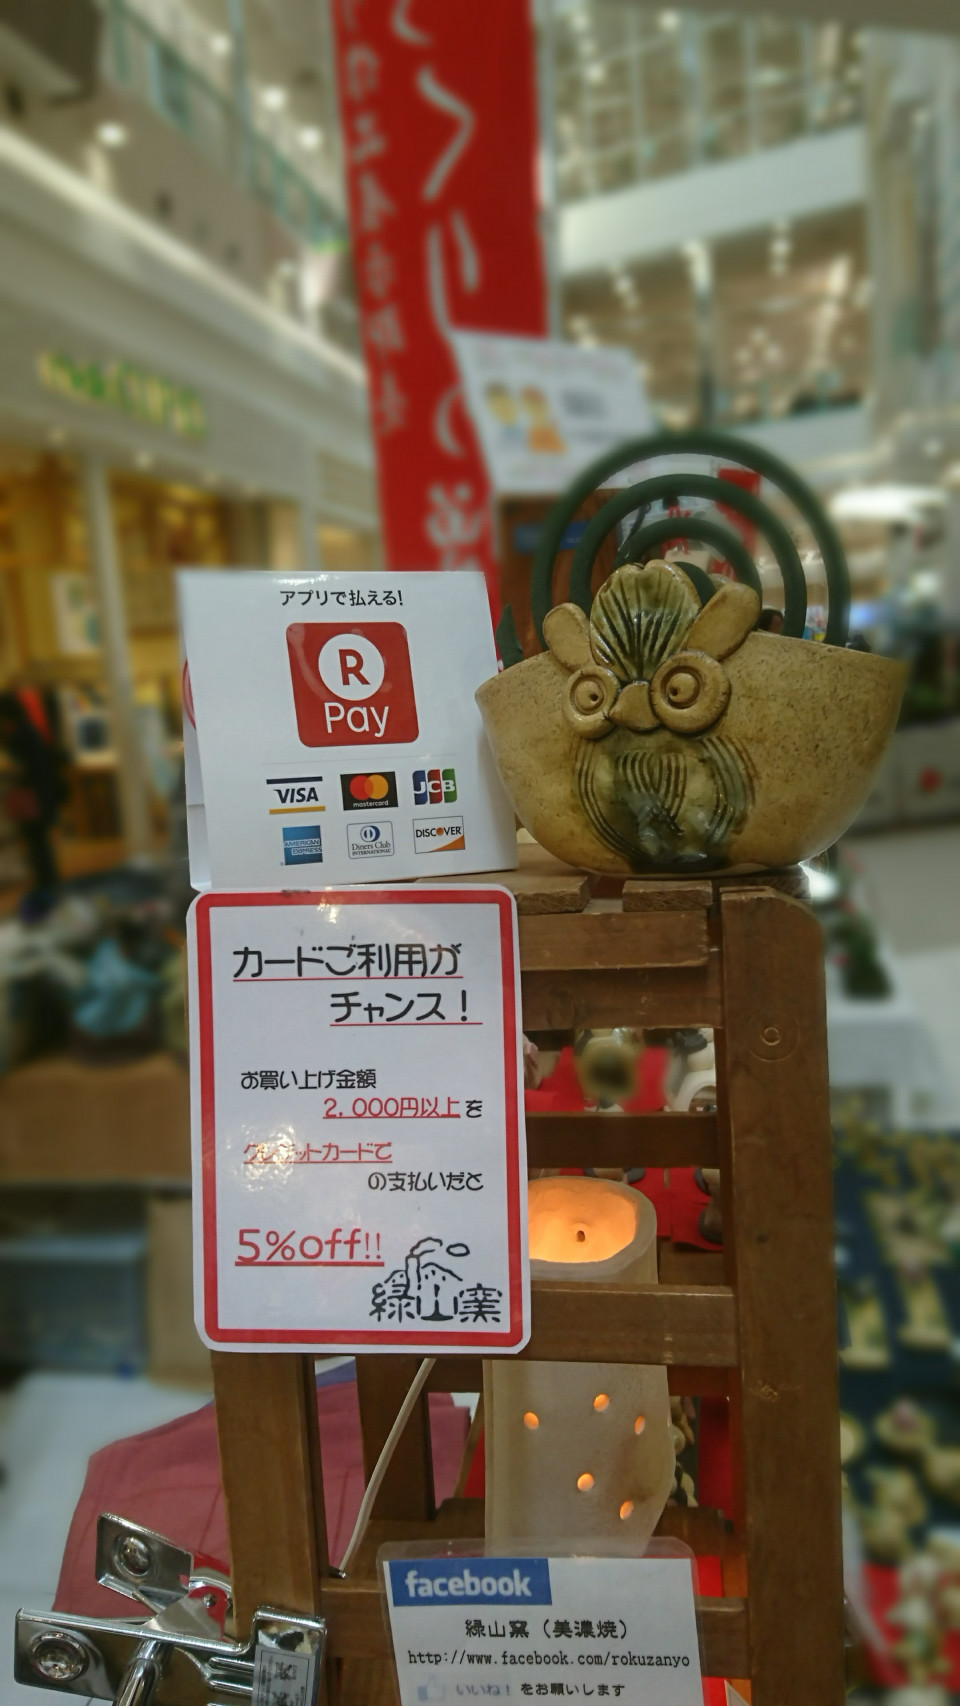 アプリで払える!
R
Pay
VISA
mastercard
JCB
AMERICAN
EXPRESS
Diners Club
INTERNATIONAL
DISCOVER
カードご利用が
チャンス!
お買い上げ金額
2,000円以上を
クレジットカードで
の支払いだと
5%off!!
緑山窯
facebook
緑山窯(美濃焼)
http://www.facebook.com/rokuzanyo
いいね! をお願いします